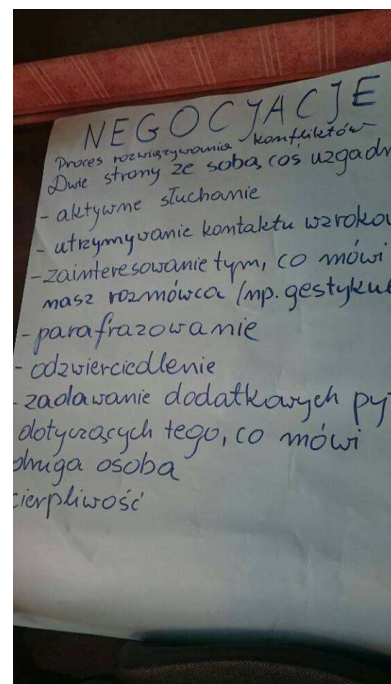 NEGOCJACJE
Proces rozwiązywania konfliktów
Dwie strony ze sobą coś uzgadn
- aktywne słuchanie
- utrzymywanie kontaktu wzroko
- zainteresowanie tym, co mówi
masz rozmówca (np. gestykul
- parafrazowanie
- odzwierciedlenie
- zadawanie dodatkowych py
dotyczących tego, co mówi
druga osoba
cierpliwość